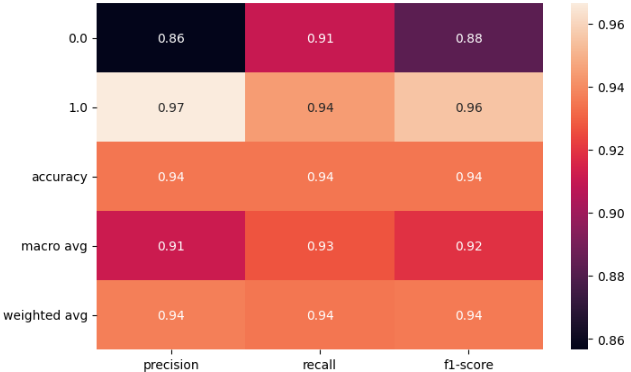 0.0 0.86 0.91 0.88
1.0 0.97 0.94 0.96
accuracy 0.94 0.94 0.94
macro avg 0.91 0.93 0.92
weighted avg 0.94 0.94 0.94
precision recall f1-score
0.96
0.94
0.92
0.90
0.88
0.86